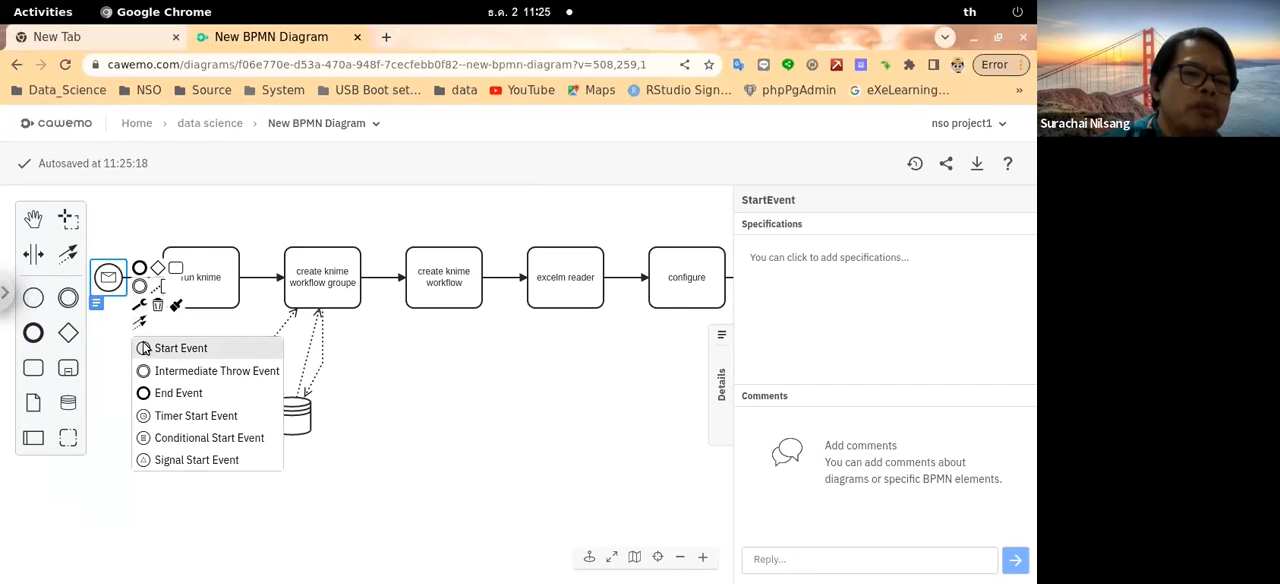 Activities
Google Chrome
ธ.ค. 2 11:25
th
New Tab
New BPMN Diagram
cawemo.com/diagrams/f06e770e-d53a-470a-948f-7cecfebb0f82--new-bpmn-diagram?v=508,259,1
Error
Data_Science
NSO
Source
System
USB Boot set...
data
YouTube
Maps
RStudio Sign...
phpPgAdmin
eXeLearning...
»
cawemo
Home
data science
New BPMN Diagram
nso project1
Autosaved at 11:25:18
StartEvent
Specifications
You can click to add specifications...
run knime
create knime
workflow groupe
create knime
workflow
excelm reader
configure
Start Event
Intermediate Throw Event
End Event
Timer Start Event
Conditional Start Event
Signal Start Event
Details
Comments
Add comments
You can add comments about
diagrams or specific BPMN elements.
Reply...
Surachai Nilsang